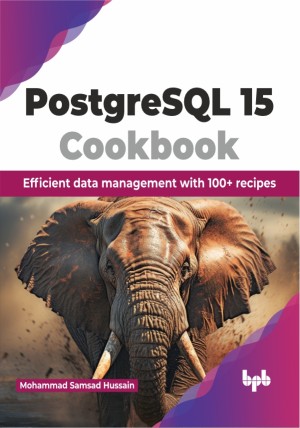 PostgreSQL 15
Cookbook
Efficient data management with 100+ recipes
Mohammad Samsad Hussain
bpb